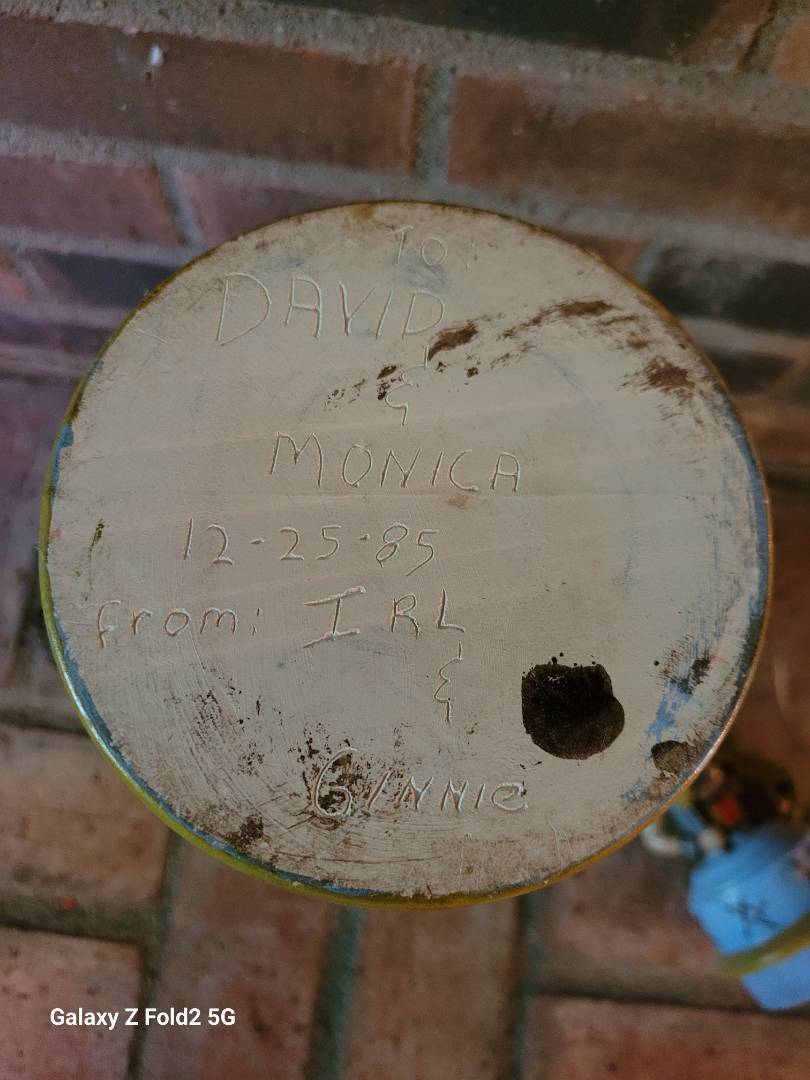 TO:
DAVID
&
MONICA
12-25-85
from: IRL
&
GINNIE
Galaxy Z Fold2 5G